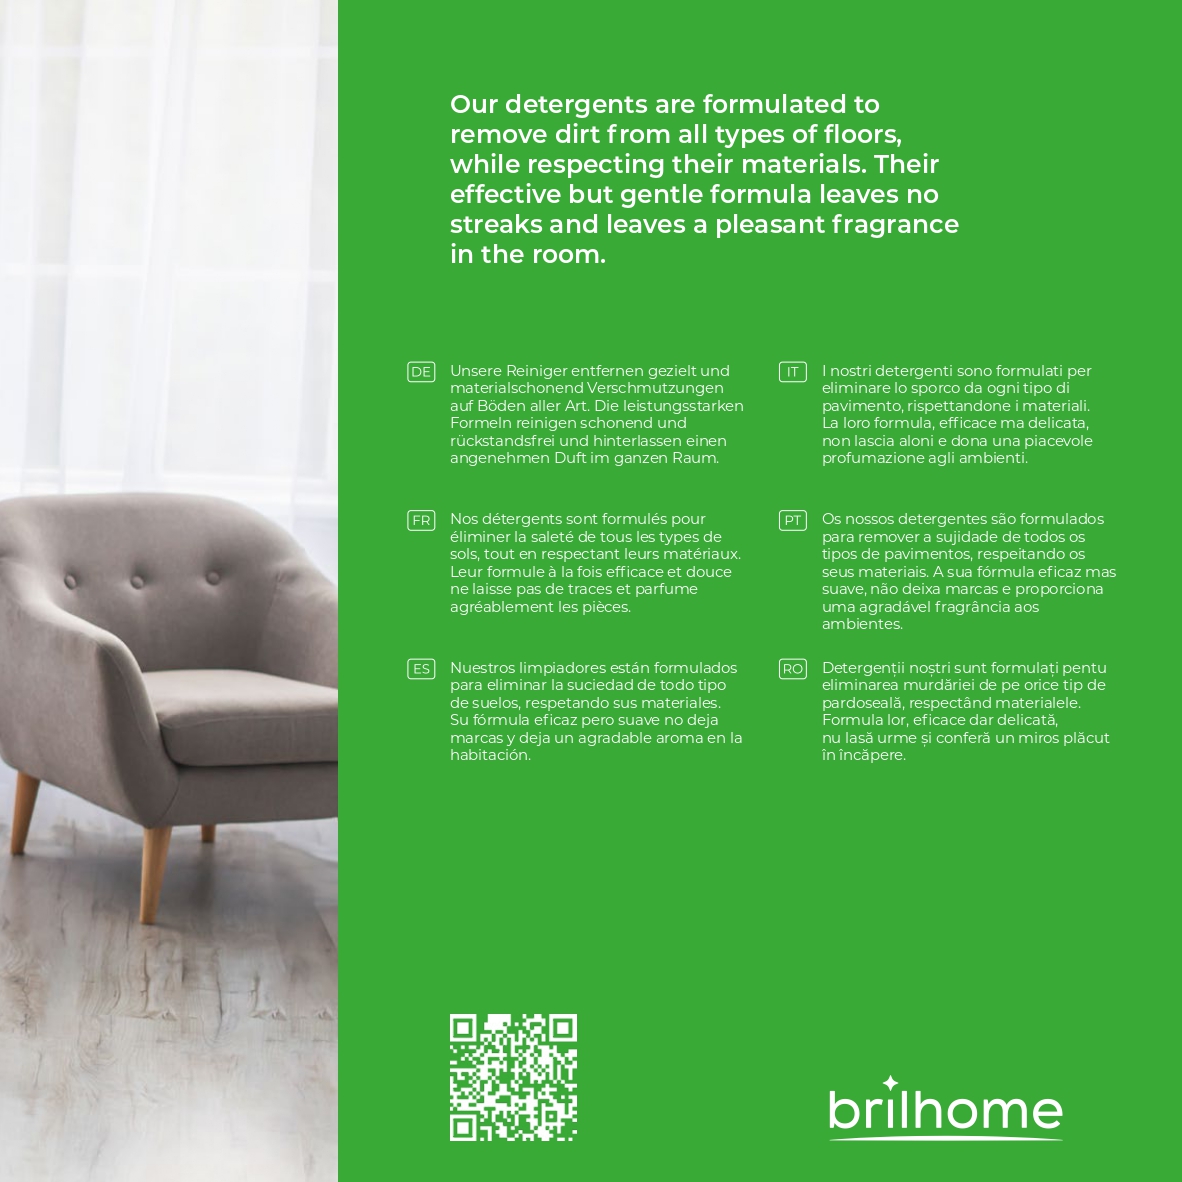 Our detergents are formulated to
remove dirt from all types of floors,
while respecting their materials. Their
effective but gentle formula leaves no
streaks and leaves a pleasant fragrance
in the room.
DE
Unsere Reiniger entfernen gezielt und
materialschonend Verschmutzungen
auf Böden aller Art. Die leistungsstarken
Formeln reinigen schonend und
rückstandsfrei und hinterlassen einen
angenehmen Duft im ganzen Raum.
IT
I nostri detergenti sono formulati per
eliminare lo sporco da ogni tipo di
pavimento, rispettandone i materiali.
La loro formula, efficace ma delicata,
non lascia aloni e dona una piacevole
profumazione agli ambienti.
FR
Nos détergents sont formulés pour
éliminer la saleté de tous les types de
sols, tout en respectant leurs matériaux.
Leur formule à la fois efficace et douce
ne laisse pas de traces et parfume
agréablement les pièces.
PT
Os nossos detergentes são formulados
para remover a sujidade de todos os
tipos de pavimentos, respeitando os
seus materiais. A sua fórmula eficaz mas
suave, não deixa marcas e proporciona
uma agradável fragrância aos
ambientes.
ES
Nuestros limpiadores están formulados
para eliminar la suciedad de todo tipo
de suelos, respetando sus materiales.
Su fórmula eficaz pero suave no deja
marcas y deja un agradable aroma en la
habitación.
RO
Detergenții noștri sunt formulați pentu
eliminarea murdăriei de pe orice tip de
pardoseală, respectând materialele.
Formula lor, eficace dar delicată,
nu lasă urme și conferă un miros plăcut
în încăpere.
brilhome